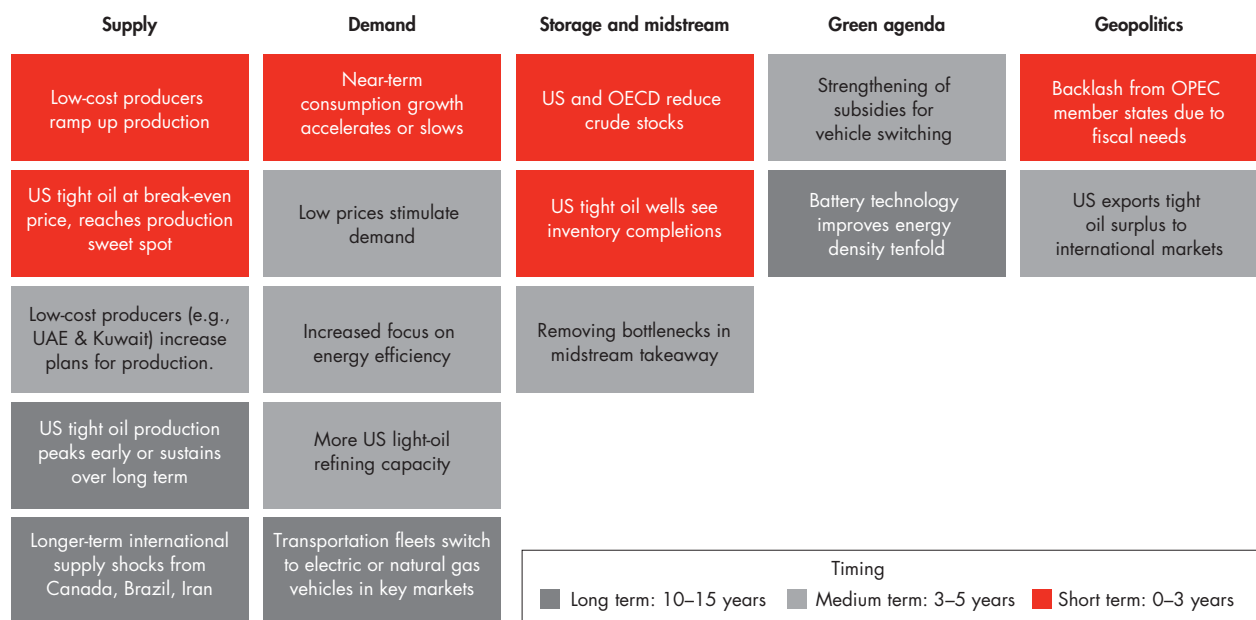 Supply
Demand
Storage and midstream
Green agenda
Geopolitics
Low-cost producers
ramp up production
Near-term
consumption growth
accelerates or slows
US and OECD reduce
crude stocks
Strengthening of
subsidies for
vehicle switching
Backlash from OPEC
member states due to
fiscal needs
US tight oil at break-even
price, reaches production
sweet spot
Low prices stimulate
demand
US tight oil wells see
inventory completions
Battery technology
improves energy
density tenfold
US exports tight
oil surplus to
international markets
Low-cost producers (e.g.,
UAE & Kuwait) increase
plans for production.
Increased focus on
energy efficiency
Removing bottlenecks in
midstream takeaway
US tight oil production
peaks early or sustains
over long term
More US light-oil
refining capacity
Longer-term international
supply shocks from
Canada, Brazil, Iran
Transportation fleets switch
to electric or natural gas
vehicles in key markets
Timing
Long term: 10–15 years
Medium term: 3–5 years
Short term: 0–3 years